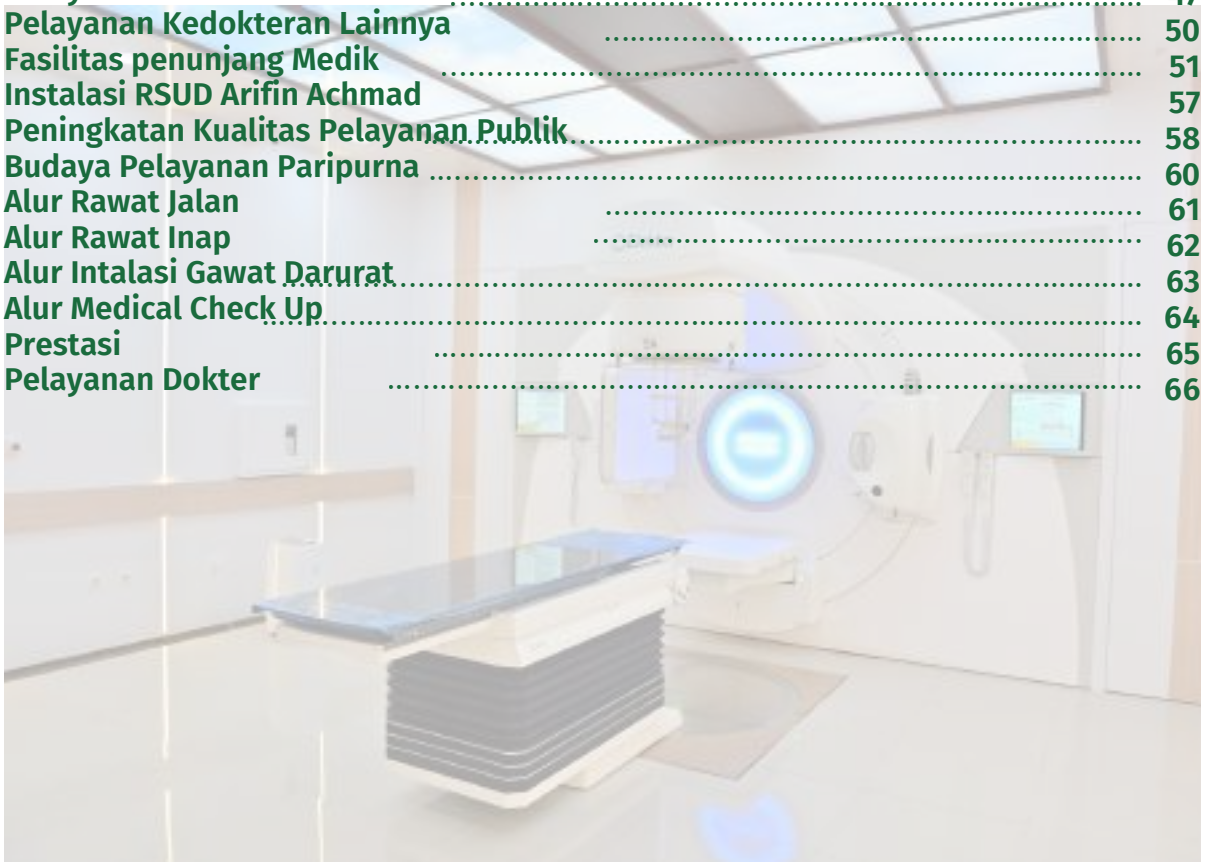 Pelayanan Kedokteran Lainnya ........ 50
Fasilitas penunjang Medik ........ 51
Instalasi RSUD Arifin Achmad 57
Peningkatan Kualitas Pelayanan Publik ........ 58
Budaya Pelayanan Paripurna ........ 60
Alur Rawat Jalan ........ 61
Alur Rawat Inap ........ 62
Alur Intalasi Gawat Darurat ........ 63
Alur Medical Check Up ........ 64
Prestasi ........ 65
Pelayanan Dokter ........ 66